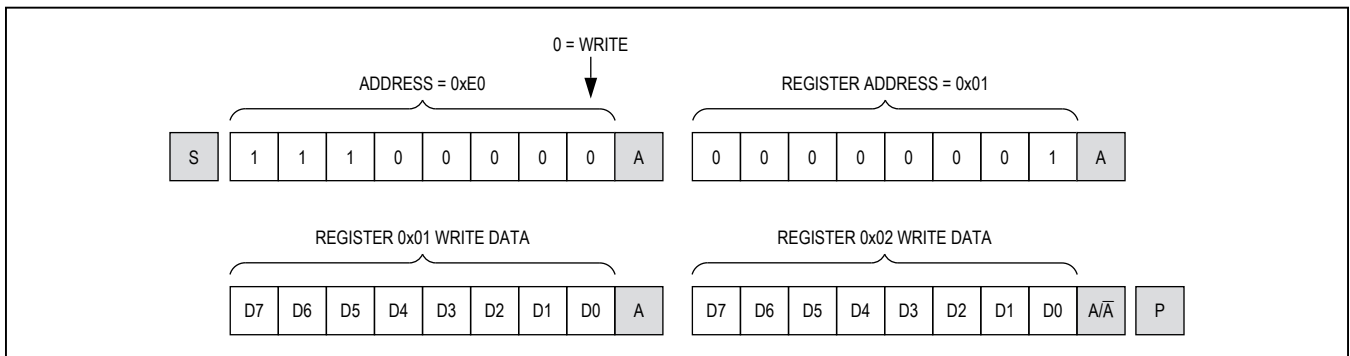 0 = WRITE
ADDRESS = 0xE0 REGISTER ADDRESS = 0x01
S 1 1 1 0 0 0 0 0 A 0 0 0 0 0 0 0 1 A
REGISTER 0x01 WRITE DATA REGISTER 0x02 WRITE DATA
D7 D6 D5 D4 D3 D2 D1 D0 A D7 D6 D5 D4 D3 D2 D1 D0 A/A̅ P